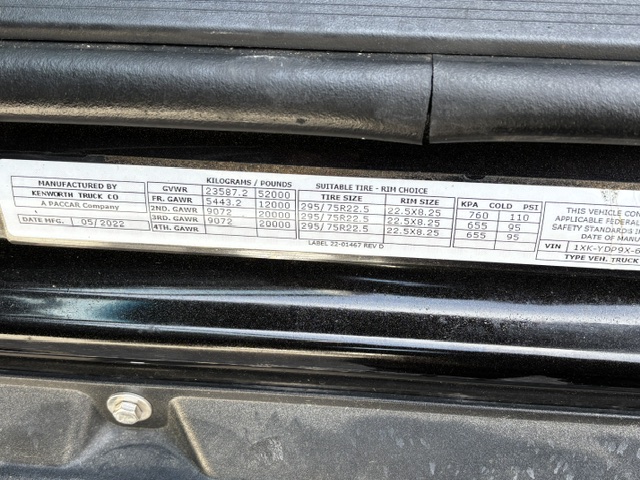 MANUFACTURED BY
KENWORTH TRUCK CO
A PACCAR Company
DATE MFG. 05/2022
KILOGRAMS / POUNDS
GVWR 23587.2 52000
FR. GAWR 5443.2 12000
2ND. GAWR 9072 20000
3RD. GAWR 9072 20000
4TH. GAWR
SUITABLE TIRE - RIM CHOICE
TIRE SIZE RIM SIZE
295/75R22.5 22.5X8.25
295/75R22.5 22.5X8.25
295/75R22.5 22.5X8.25
KPA COLD PSI
760 110
655 95
655 95
LABEL 22-01467 REV D
THIS VEHICLE CON
APPLICABLE FEDERAL
SAFETY STANDARDS
DATE OF MANU
VIN 1XK-YDP9X-6
TYPE VEH. TRUCK